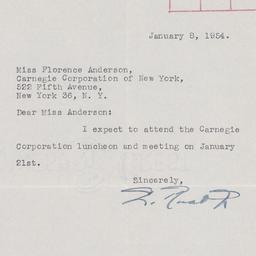 January 8, 1954.
Miss Florence Anderson,
Carnegie Corporation of New York,
522 Fifth Avenue,
New York 36, N. Y.
Dear Miss Anderson:
I expect to attend the Carnegie
Corporation luncheon and meeting on January
21st.
Sincerely,